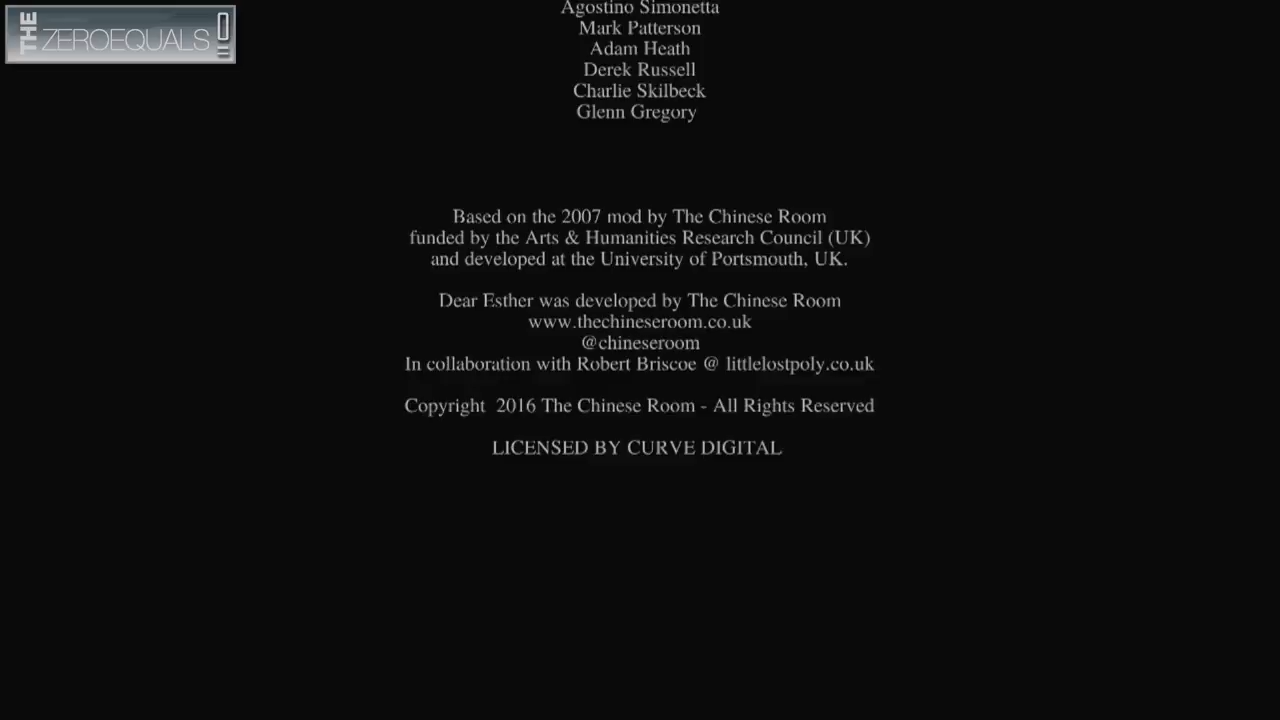 THE ZEROEQUALS
Agostino Simonetta
Mark Patterson
Adam Heath
Derek Russell
Charlie Skilbeck
Glenn Gregory
Based on the 2007 mod by The Chinese Room
funded by the Arts & Humanities Research Council (UK)
and developed at the University of Portsmouth, UK.
Dear Esther was developed by The Chinese Room
www.thechineseroom.co.uk
@chineseroom
In collaboration with Robert Briscoe @ littlelostpoly.co.uk
Copyright  2016 The Chinese Room - All Rights Reserved
LICENSED BY CURVE DIGITAL